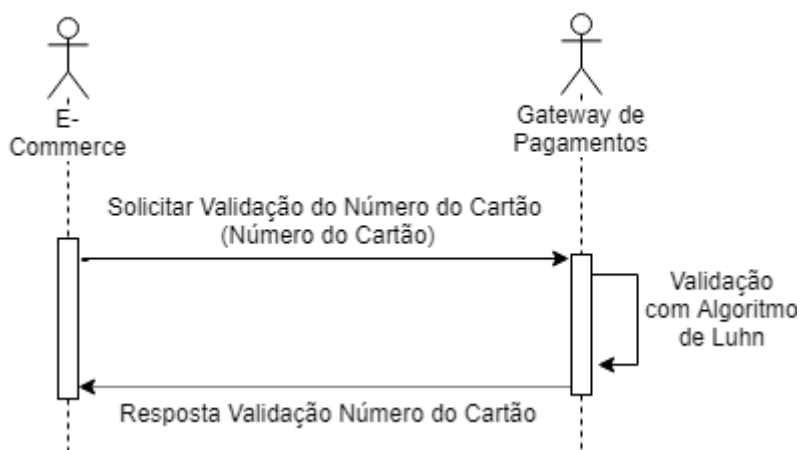 E-
Commerce
Gateway de
Pagamentos
Solicitar Validação do Número do Cartão
(Número do Cartão)
Validação
com Algoritmo
de Luhn
Resposta Validação Número do Cartão